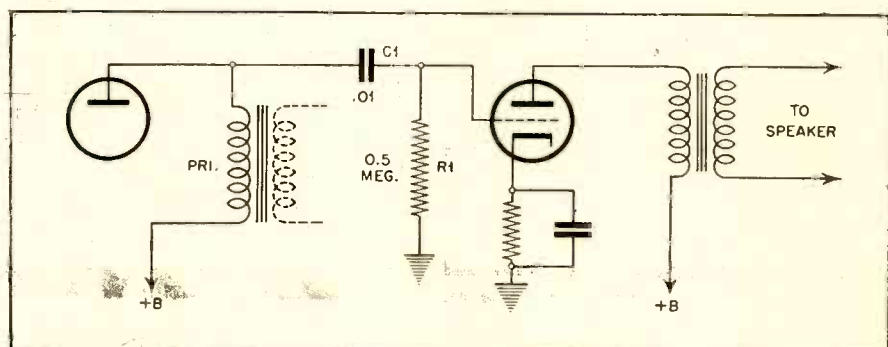 C1
.01
PRI.
0.5
MEG.
R1
TO
SPEAKER
+B
+B